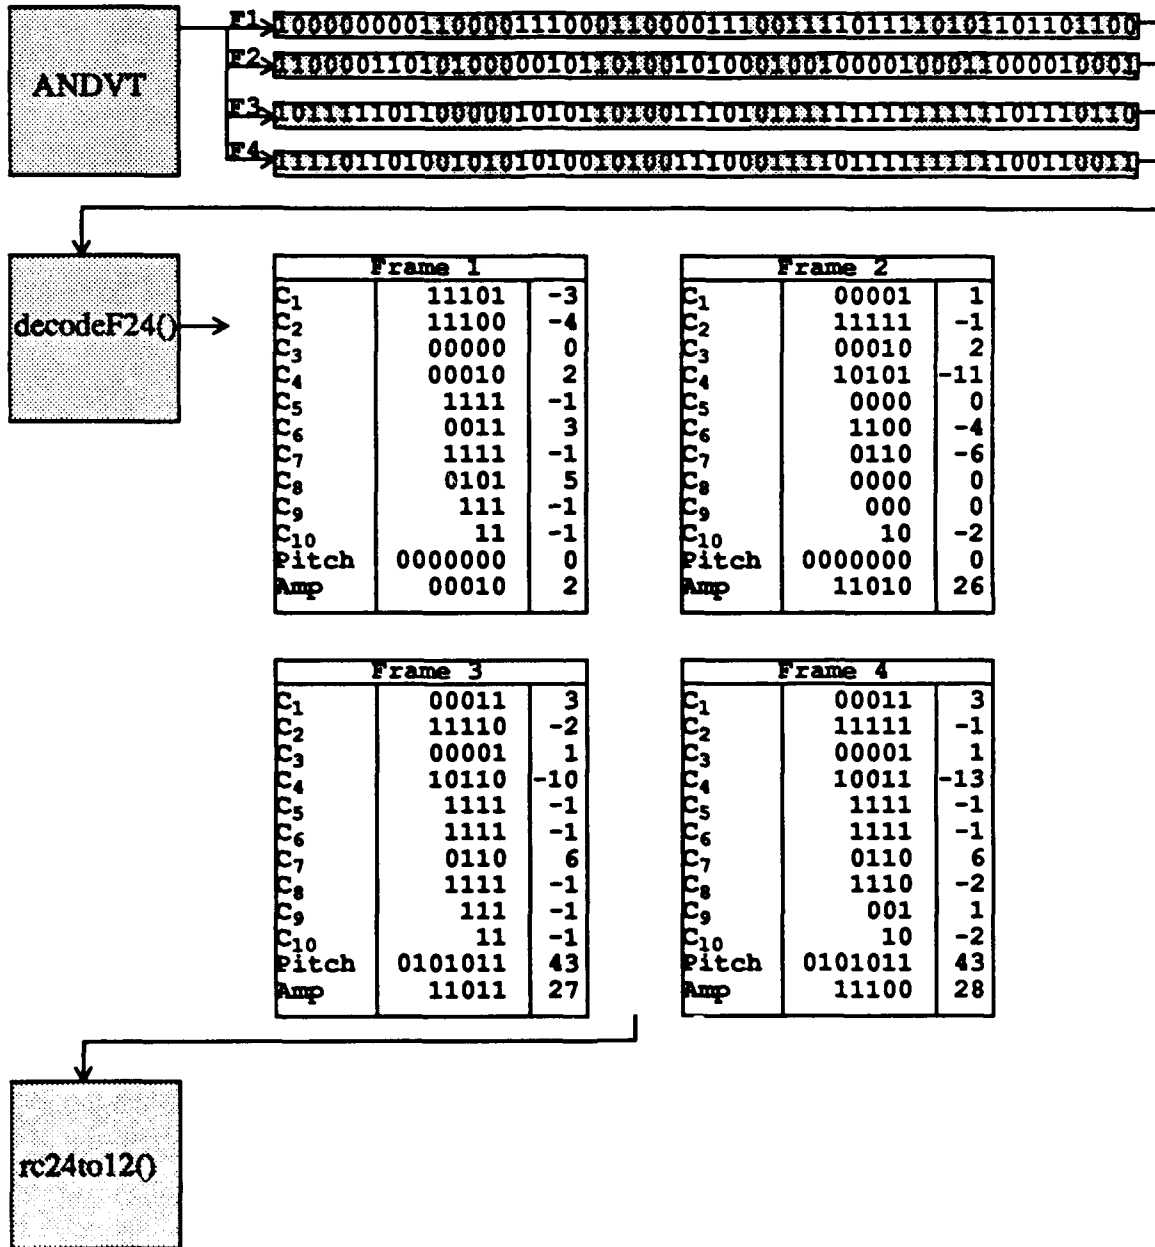 ANDVT
F1 100000000110000111000110000111001111011110101101101100
F2 110000110101000001011010010100010010000100011000010001
F3 101111101100000101011010011101011111111111111101110110
F4 111101101001010101001010011100011110111111111100110011
decodeF24()
Frame 1
C1 11101 -3
C2 11100 -4
C3 00000 0
C4 00010 2
C5 1111 -1
C6 0011 3
C7 1111 -1
C8 0101 5
C9 111 -1
C10 11 -1
Pitch 0000000 0
Amp 00010 2
Frame 2
C1 00001 1
C2 11111 -1
C3 00010 2
C4 10101 -11
C5 0000 0
C6 1100 -4
C7 0110 -6
C8 0000 0
C9 000 0
C10 10 -2
Pitch 0000000 0
Amp 11010 26
Frame 3
C1 00011 3
C2 11110 -2
C3 00001 1
C4 10110 -10
C5 1111 -1
C6 1111 -1
C7 0110 6
C8 1111 -1
C9 111 -1
C10 11 -1
Pitch 0101011 43
Amp 11011 27
Frame 4
C1 00011 3
C2 11111 -1
C3 00001 1
C4 10011 -13
C5 1111 -1
C6 1111 -1
C7 0110 6
C8 1110 -2
C9 001 1
C10 10 -2
Pitch 0101011 43
Amp 11100 28
rc24to12()